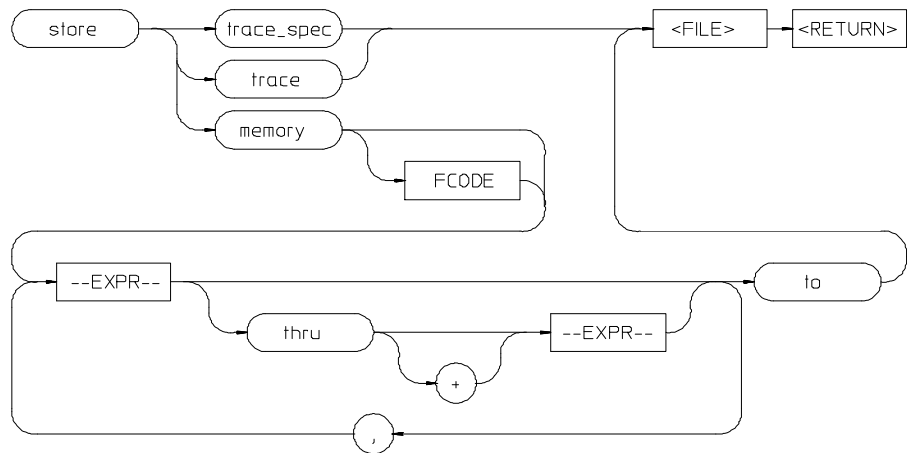 store trace_spec <FILE> <RETURN>
trace
memory
FCODE
--EXPR-- to
thru --EXPR--
+
,